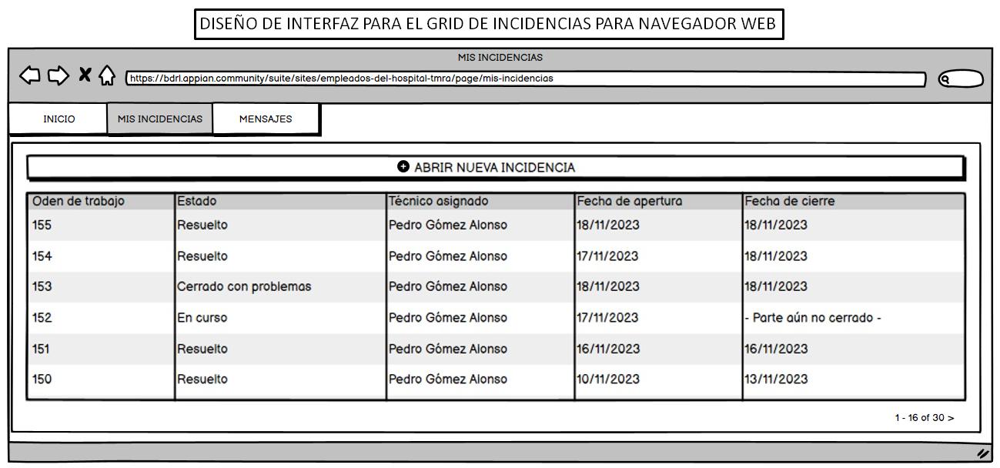 DISEÑO DE INTERFAZ PARA EL GRID DE INCIDENCIAS PARA NAVEGADOR WEB
MIS INCIDENCIAS
https://bdrl.appian.community/suite/sites/empleados-del-hospital-tmra/page/mis-incidencias
INICIO MIS INCIDENCIAS MENSAJES
ABRIR NUEVA INCIDENCIA
Oden de trabajo Estado Técnico asignado Fecha de apertura Fecha de cierre
155 Resuelto Pedro Gómez Alonso 18/11/2023 18/11/2023
154 Resuelto Pedro Gómez Alonso 17/11/2023 18/11/2023
153 Cerrado con problemas Pedro Gómez Alonso 18/11/2023 18/11/2023
152 En curso Pedro Gómez Alonso 17/11/2023 - Parte aún no cerrado -
151 Resuelto Pedro Gómez Alonso 16/11/2023 16/11/2023
150 Resuelto Pedro Gómez Alonso 10/11/2023 13/11/2023
1 - 16 of 30 >